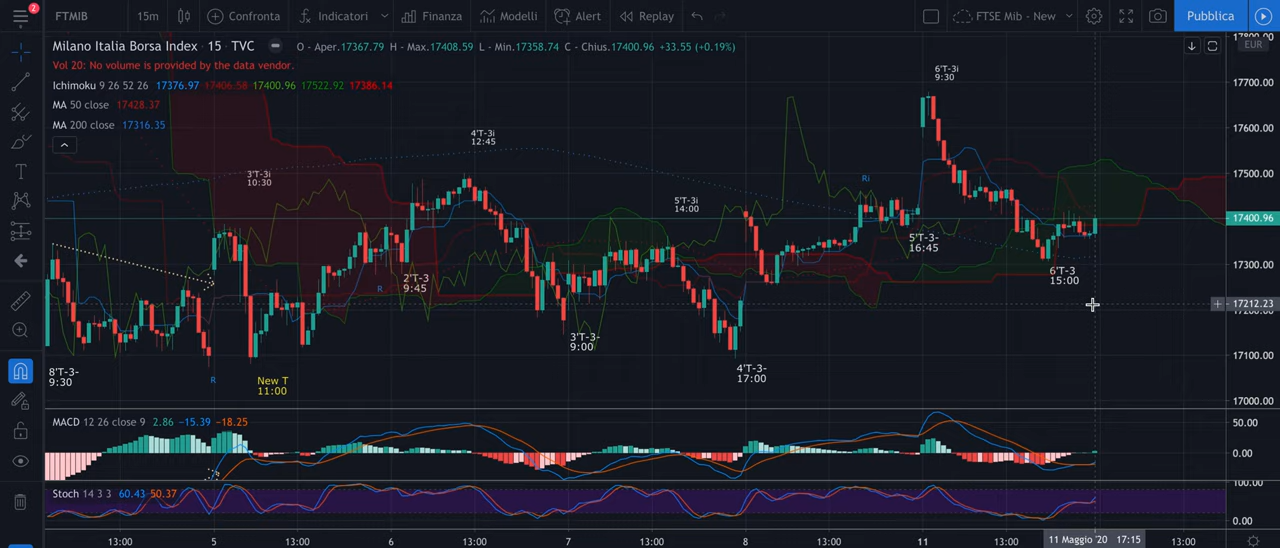 2
FTMIB 15m Confronta Indicatori Finanza Modelli Alert Replay FTSE Mib - New Pubblica
Milano Italia Borsa Index · 15 · TVC O - Aper.17367.79 H - Max.17408.59 L - Min.17358.74 C - Chius.17400.96 +33.55 (+0.19%)
EUR
Vol 20: No volume is provided by the data vendor.
Ichimoku 9 26 52 26 17376.97 17406.58 17400.96 17522.92 17386.14
MA 50 close 17428.37
MA 200 close 17316.35
17800.00
17700.00
17600.00
17500.00
17400.96
17300.00
17212.23
17100.00
17000.00
6'T-3i
9:30
4'T-3i
12:45
3'T-3i
10:30
Ri
5'T-3i
14:00
5'T-3-
16:45
6'T-3
15:00
2'T-3
9:45
R
3'T-3-
9:00
8'T-3-
9:30
R
New T
11:00
4'T-3-
17:00
MACD 12 26 close 9 2.86 −15.39 −18.25
50.00
0.00
Stoch 14 3 3 60.43 50.37
100.00
0.00
13:00 5 13:00 6 13:00 7 13:00 8 13:00 11 13:00 11 Maggio '20 17:15 13:00